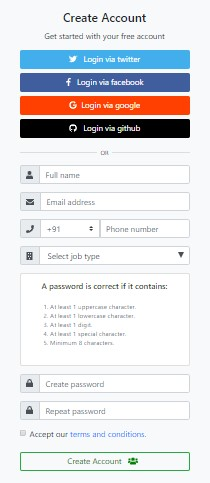 Create Account
Get started with your free account
Login via twitter
Login via facebook
Login via google
Login via github
OR
Full name
Email address
+91 Phone number
Select job type
A password is correct if it contains:
1. At least 1 uppercase character.
2. At least 1 lowercase character.
3. At least 1 digit.
4. At least 1 special character.
5. Minimum 8 characters.
Create password
Repeat password
Accept our terms and conditions.
Create Account